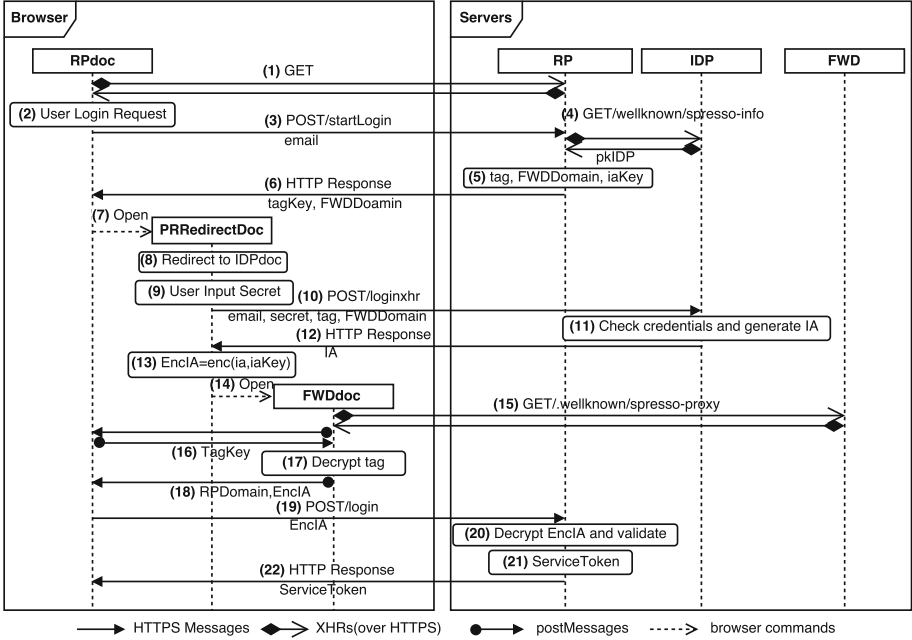 Browser
Servers
RPdoc
RP
IDP
FWD
(1) GET
(2) User Login Request
(3) POST/startLogin
email
(4) GET/wellknown/spresso-info
pkIDP
(5) tag, FWDDomain, iaKey
(6) HTTP Response
tagKey, FWDDoamin
(7) Open
PRRedirectDoc
(8) Redirect to IDPdoc
(9) User Input Secret
(10) POST/loginxhr
email, secret, tag, FWDDomain
(11) Check credentials and generate IA
(12) HTTP Response
IA
(13) EncIA=enc(ia,iaKey)
(14) Open
FWDdoc
(15) GET/.wellknown/spresso-proxy
(16) TagKey
(17) Decrypt tag
(18) RPDomain,EncIA
(19) POST/login
EncIA
(20) Decrypt EncIA and validate
(21) ServiceToken
(22) HTTP Response
ServiceToken
HTTPS Messages
XHRs(over HTTPS)
postMessages
browser commands